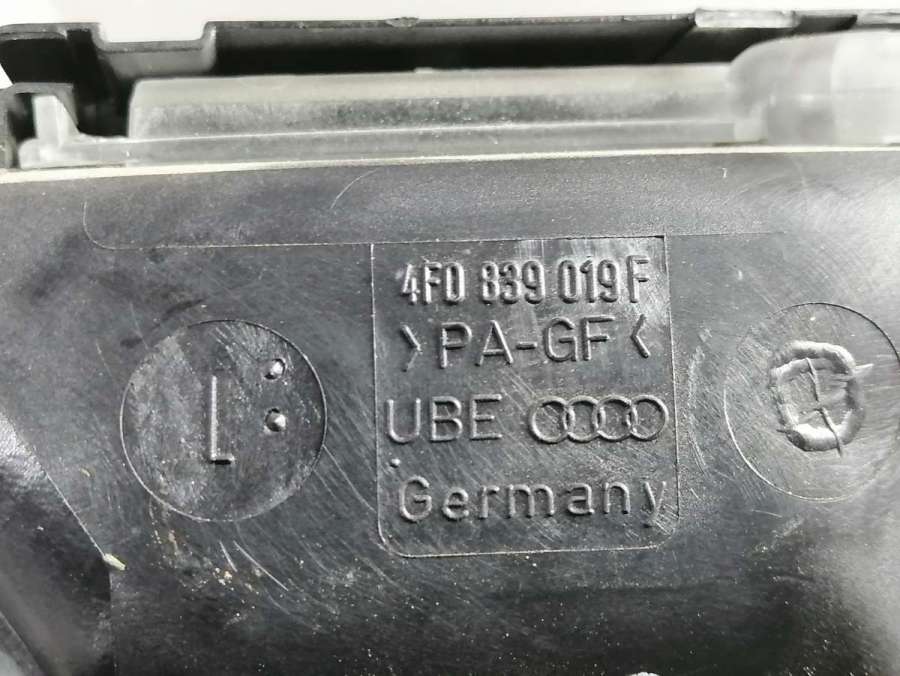 4F0 839 019 F
>PA-GF<
UBE
Germany